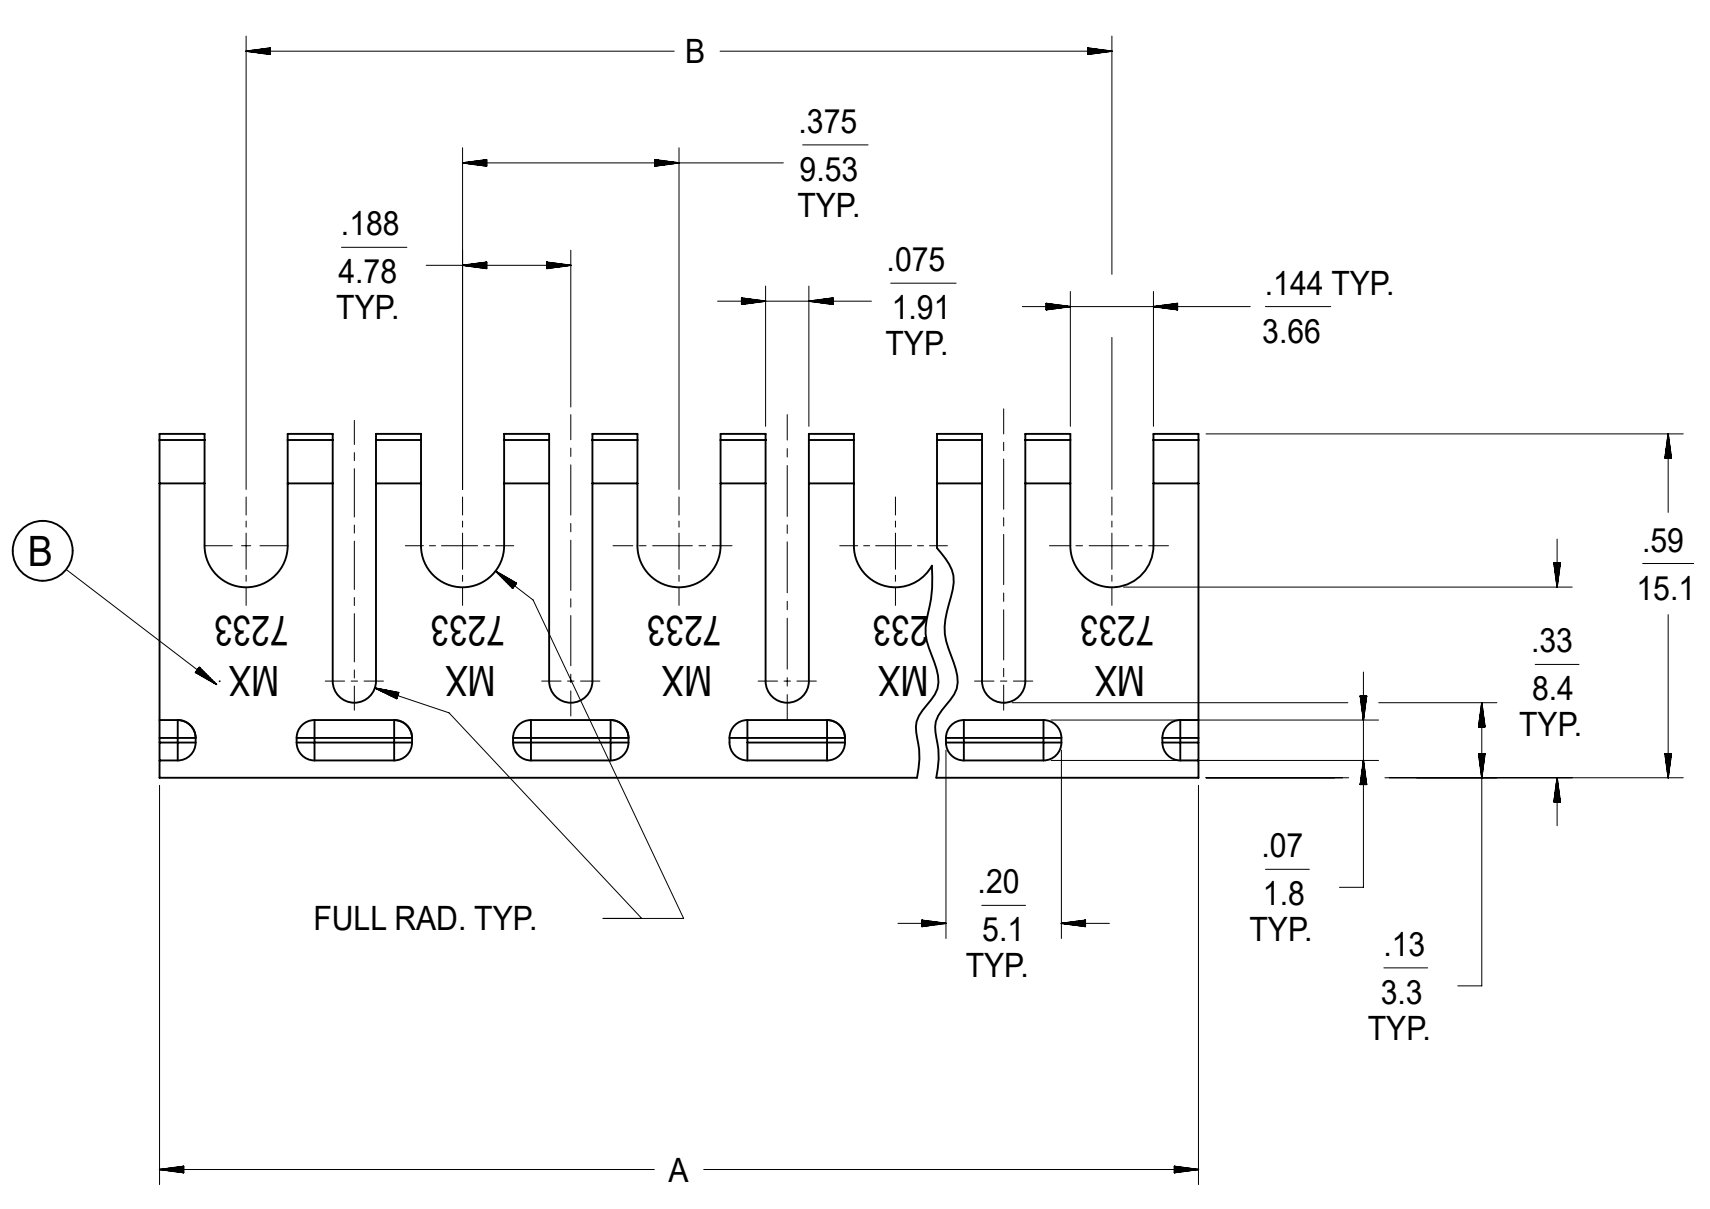 B
.375
9.53
TYP.
.188
4.78
TYP.
.075
1.91
TYP.
.144 TYP.
3.66
B
.59
15.1
7233
MX
7233
MX
7233
MX
233
MX
7233
MX
.33
8.4
TYP.
.07
1.8
TYP.
.20
5.1
TYP.
FULL RAD. TYP.
.13
3.3
TYP.
A